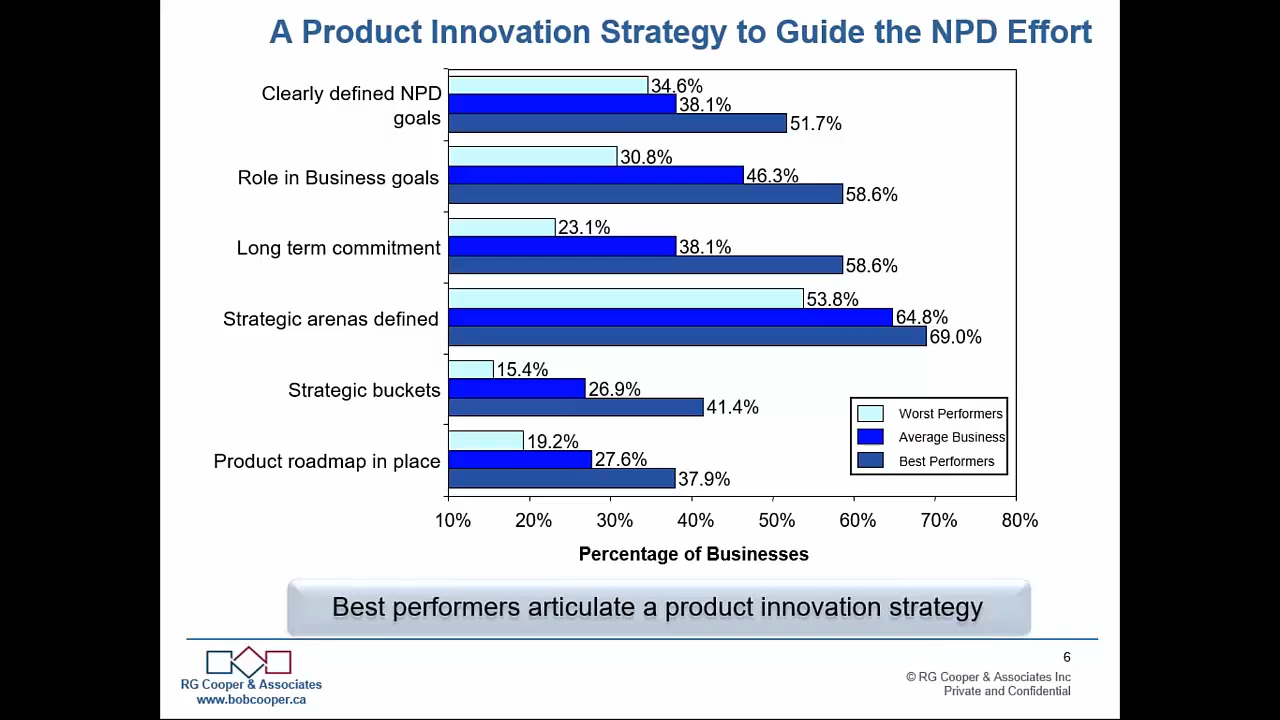 A Product Innovation Strategy to Guide the NPD Effort
Clearly defined NPD
goals
34.6%
38.1%
51.7%
Role in Business goals
30.8%
46.3%
58.6%
Long term commitment
23.1%
38.1%
58.6%
Strategic arenas defined
53.8%
64.8%
69.0%
Strategic buckets
15.4%
26.9%
41.4%
Product roadmap in place
19.2%
27.6%
37.9%
Worst Performers
Average Business
Best Performers
10% 20% 30% 40% 50% 60% 70% 80%
Percentage of Businesses
Best performers articulate a product innovation strategy
RG Cooper & Associates
www.bobcooper.ca
6
© RG Cooper & Associates Inc
Private and Confidential